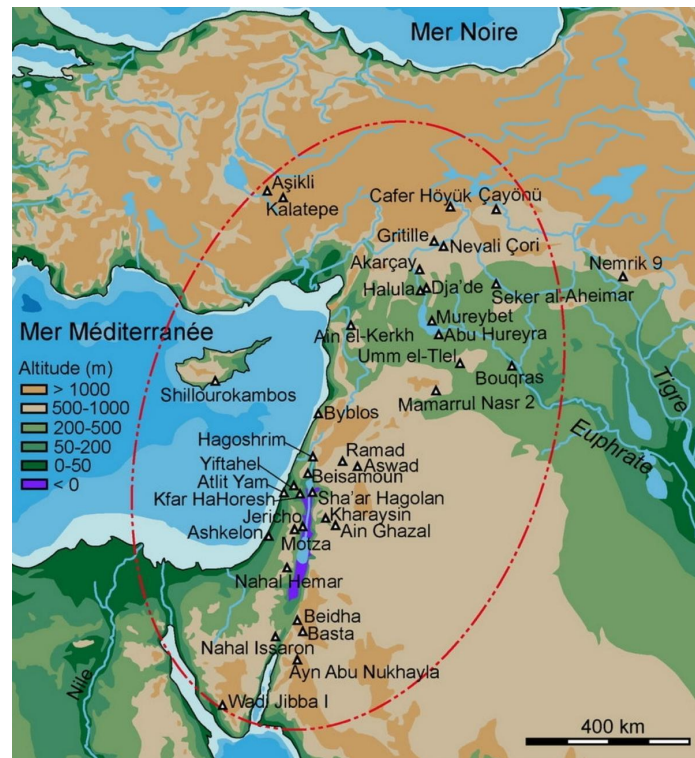 Mer Noire
Aşikli
Kalatepe
Cafer Höyük
Çayönü
Gritille
Nevali Çori
Akarçay
Nemrik 9
Halula
Dja'de
Seker al-Aheimar
Mer Méditerranée
Mureybet
Ain el-Kerkh
Abu Hureyra
Altitude (m)
> 1000
500-1000
200-500
50-200
0-50
< 0
Umm el-Tlel
Bouqras
Tigre
Shillourokambos
Mamarrul Nasr 2
Byblos
Euphrate
Hagoshrim
Ramad
Yiftahel
Aswad
Atlit Yam
Beisamoun
Kfar HaHoresh
Sha'ar Hagolan
Jericho
Kharaysin
Ashkelon
Ain Ghazal
Motza
Nahal Hemar
Beidha
Basta
Nahal Issaron
Ayn Abu Nukhayla
Nile
Wadi Jibba I
400 km